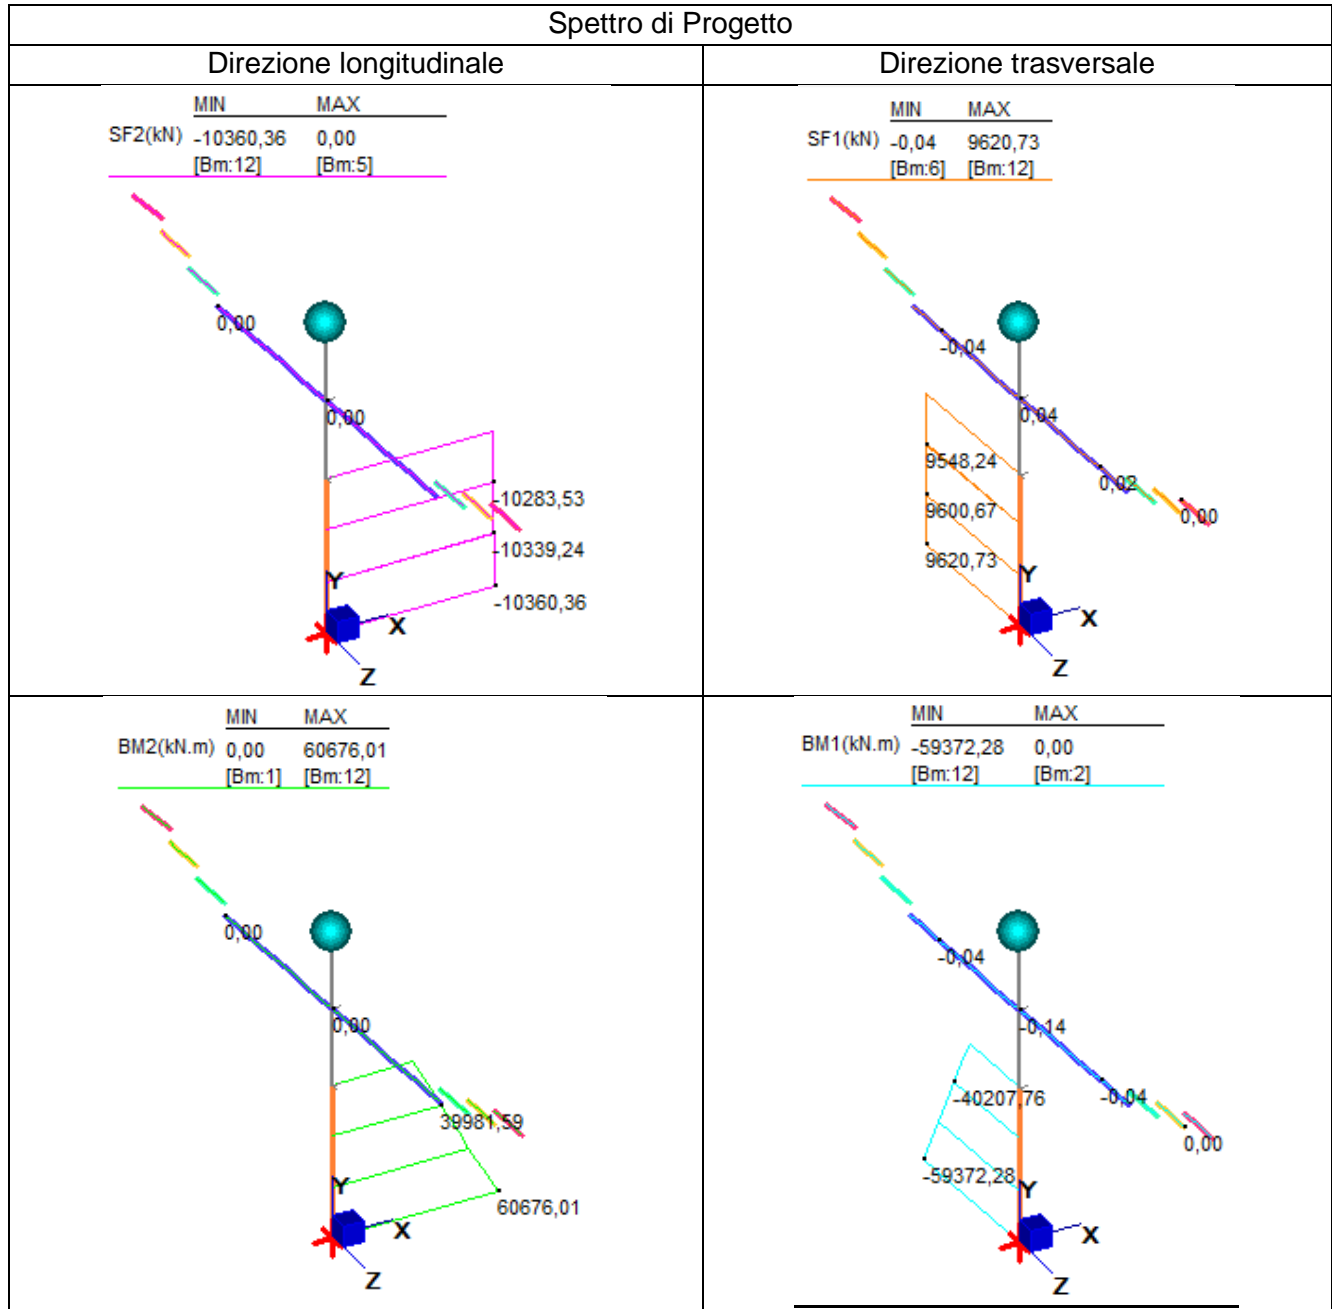 Spettro di Progetto
Direzione longitudinale
Direzione trasversale
MIN MAX
SF2(kN) -10360,36 0,00
[Bm:12] [Bm:5]
0,00
0,00
-10283,53
-10339,24
-10360,36
Y
X
Z
MIN MAX
SF1(kN) -0,04 9620,73
[Bm:6] [Bm:12]
-0,04
0,04
0,02
0,00
9548,24
9600,67
9620,73
Y
X
Z
MIN MAX
BM2(kN.m) 0,00 60676,01
[Bm:1] [Bm:12]
0,00
0,00
39981,59
60676,01
Y
X
Z
MIN MAX
BM1(kN.m) -59372,28 0,00
[Bm:12] [Bm:2]
-0,04
-0,14
-0,04
0,00
-40207,76
-59372,28
Y
X
Z